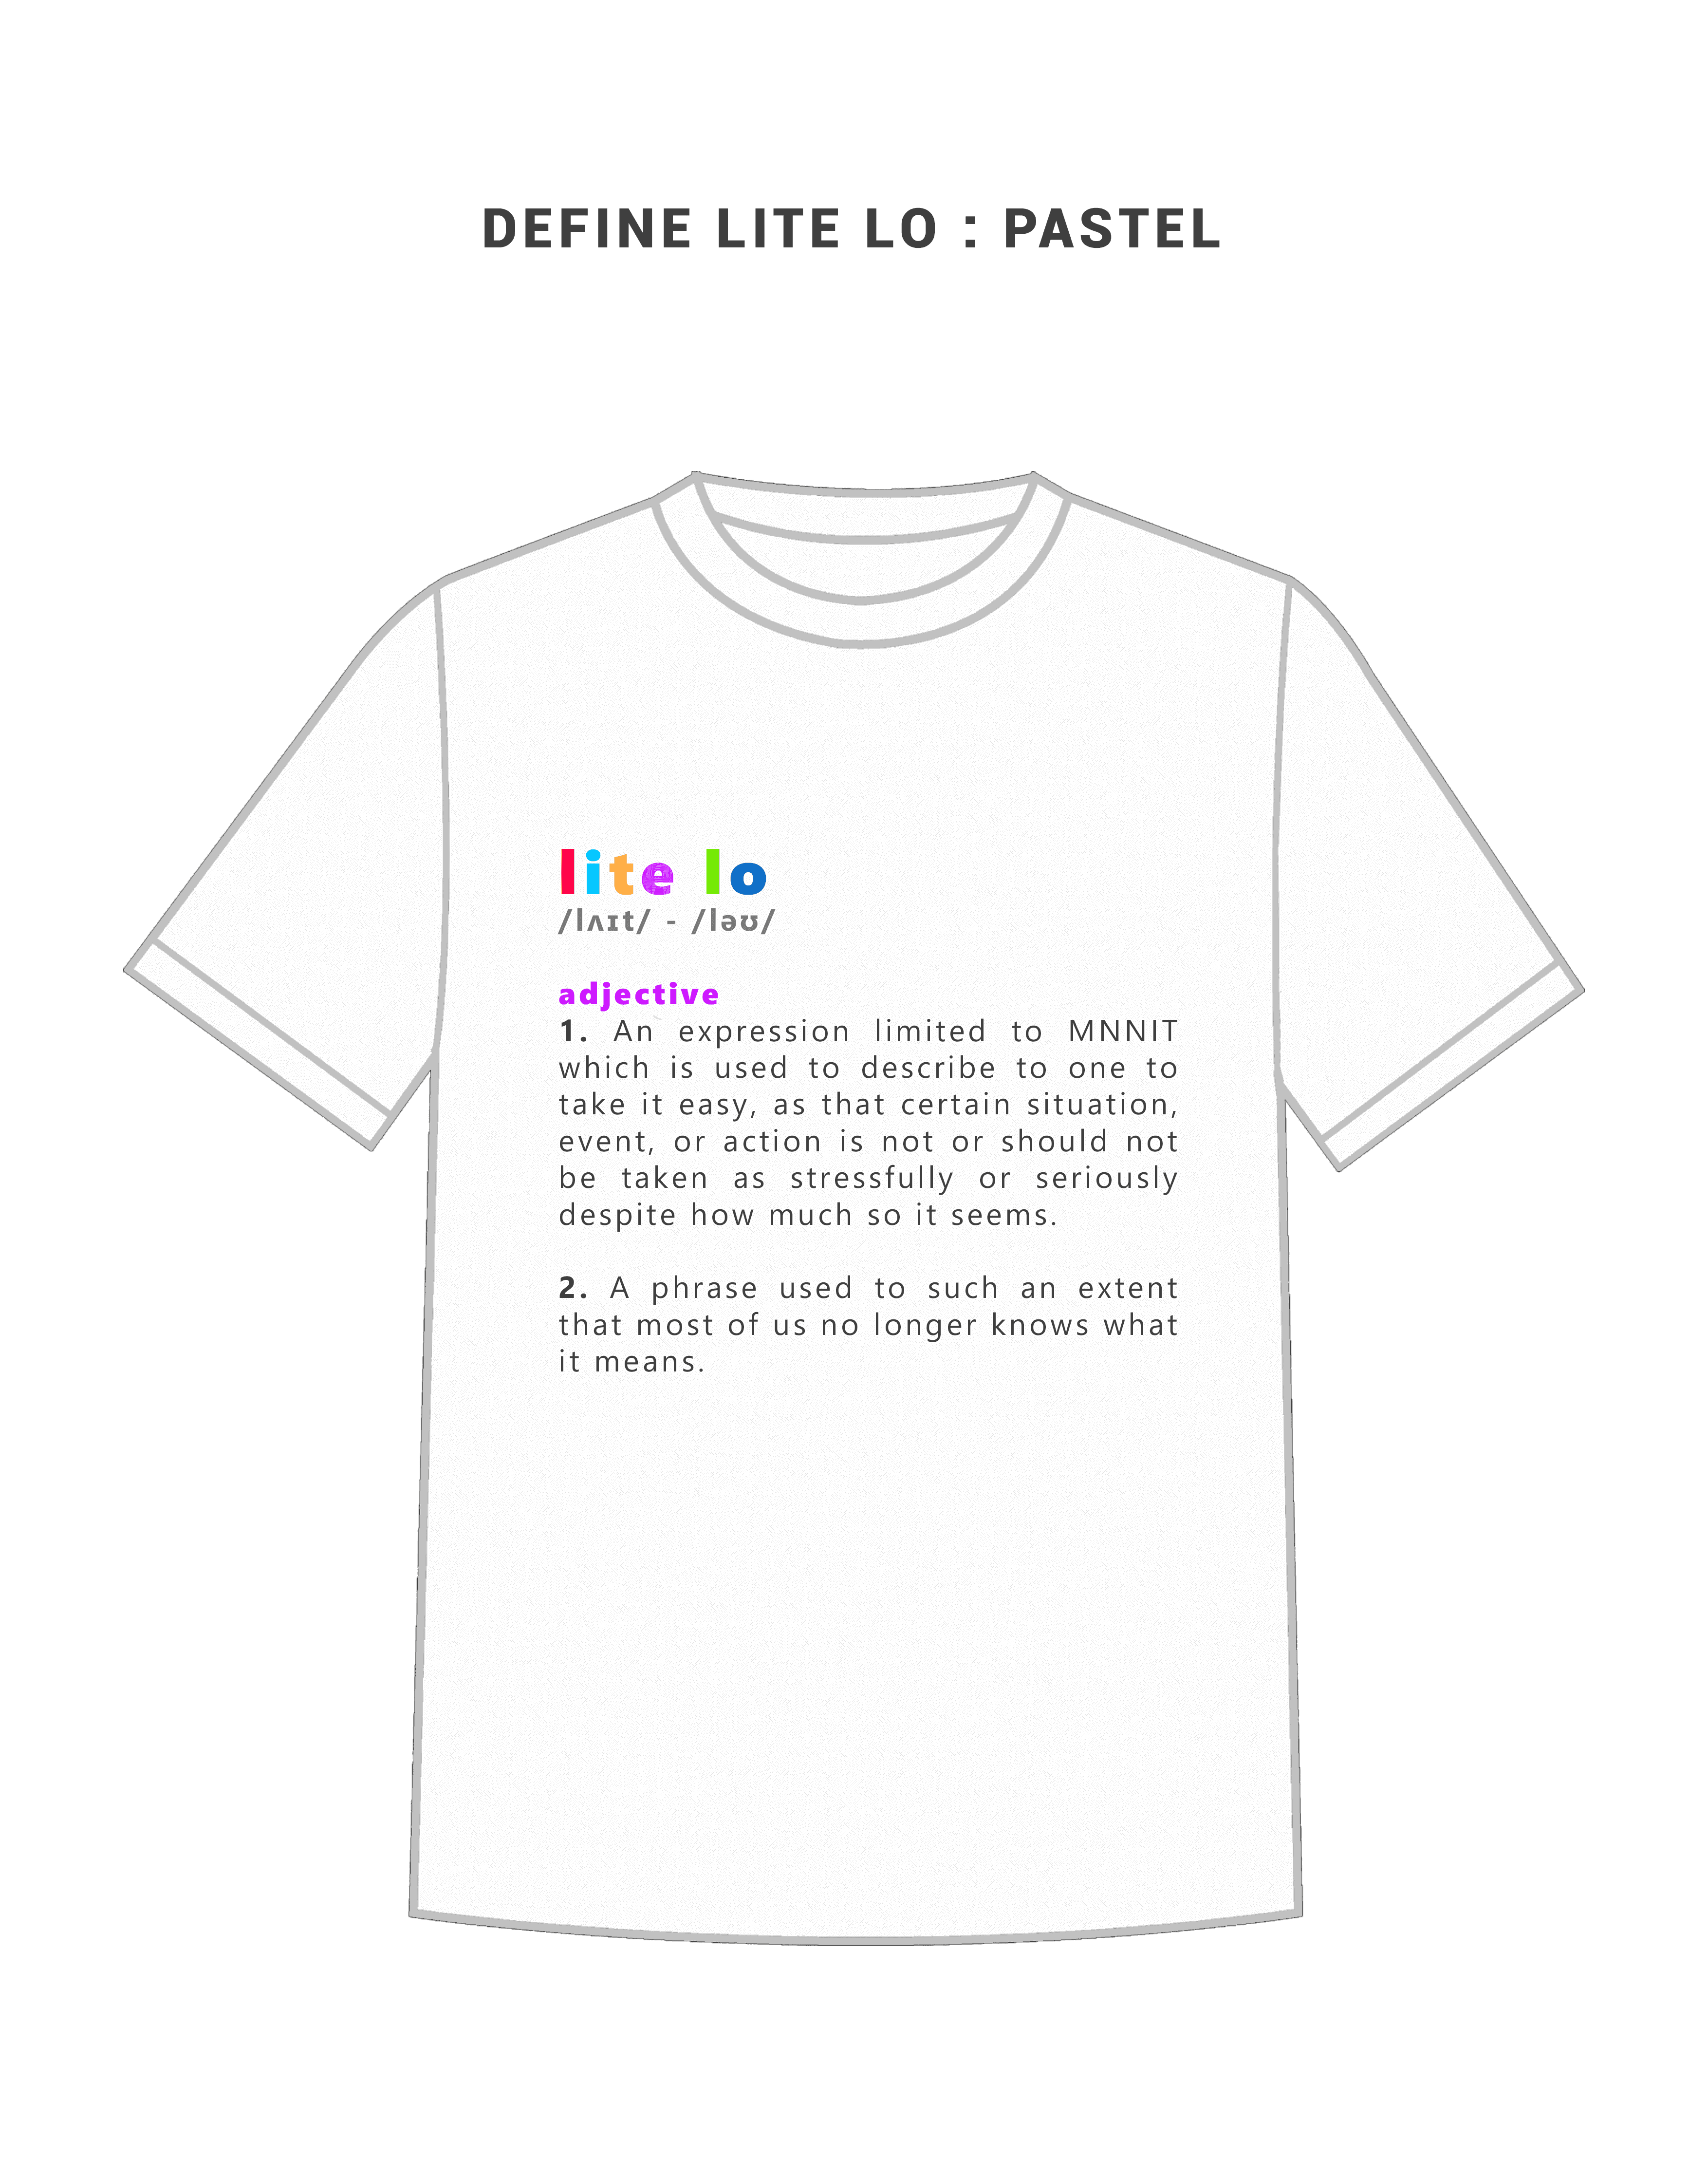 DEFINE LITE LO : PASTEL
lite lo
/lʌɪt/ - /ləʊ/
adjective
1. An expression limited to MNNIT
which is used to describe to one to
take it easy, as that certain situation,
event, or action is not or should not
be taken as stressfully or seriously
despite how much so it seems.
2. A phrase used to such an extent
that most of us no longer knows what
it means.